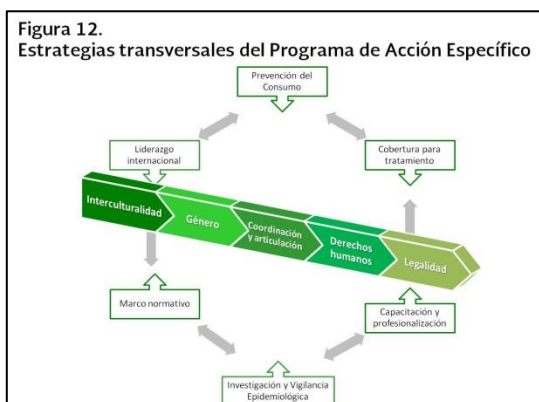 Figura 12.
Estrategias transversales del Programa de Acción Específico
Prevención del
Consumo
Liderazgo
internacional
Cobertura para
tratamiento
Interculturalidad
Género
Coordinación
y articulación
Derechos
humanos
Legalidad
Marco normativo
Capacitación y
profesionalización
Investigación y Vigilancia
Epidemiológica